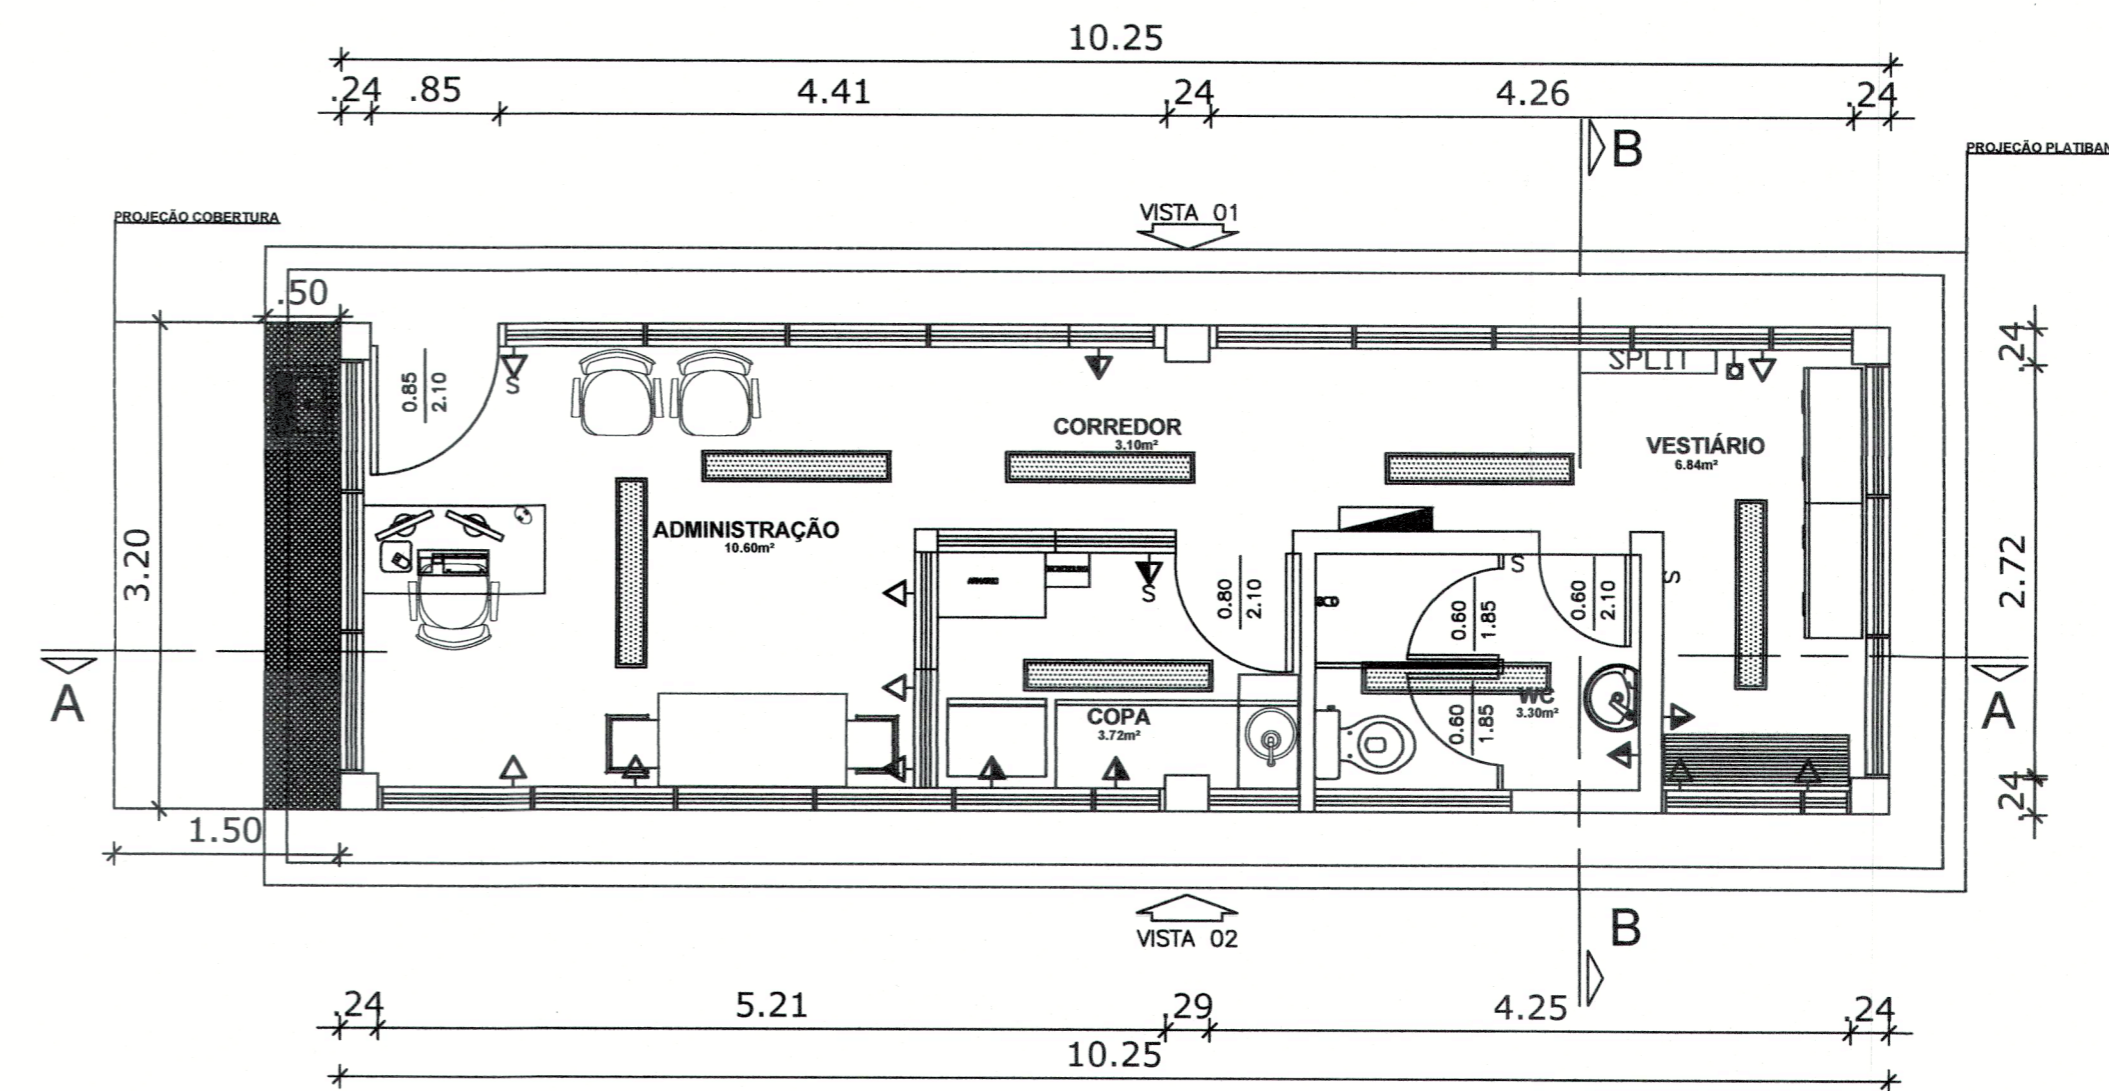 10.25
.24 .85 4.41 .24 4.26 .24
B
PROJEÇÃO PLATIBAN
VISTA 01
PROJEÇÃO COBERTURA
.50
SPLIT
.24
0.85
2.10
S
CORREDOR
3.10m²
VESTIÁRIO
6.84m²
ADMINISTRAÇÃO
10.60m²
3.20
2.72
S
S
S
0.80
2.10
0.60
1.85
0.60
2.10
A
A
COPA
3.72m²
WC
3.30m²
0.60
1.85
.24
1.50
VISTA 02
B
.24 5.21 .29 4.25 .24
10.25